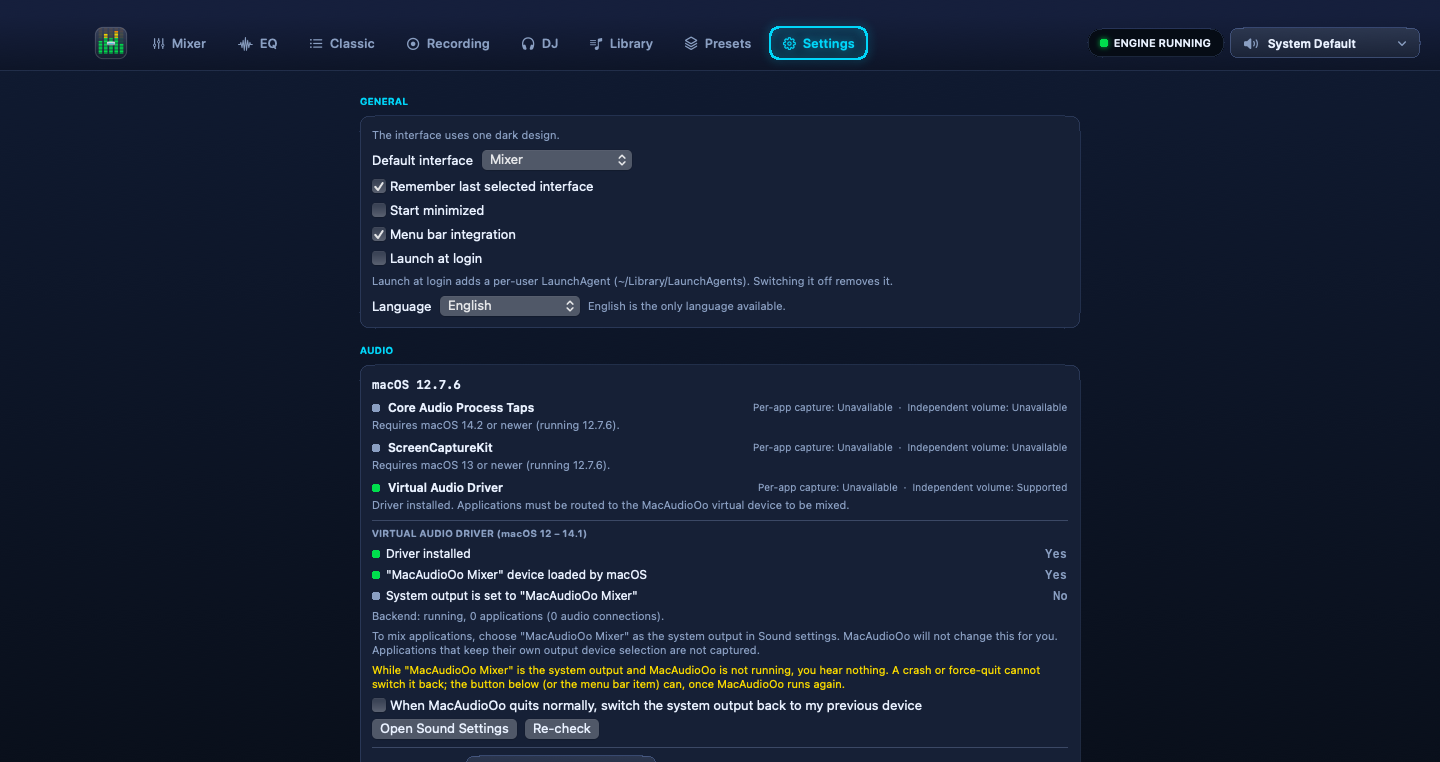 Mixer EQ Classic Recording DJ Library Presets Settings ENGINE RUNNING System Default
GENERAL
The interface uses one dark design.
Default interface Mixer
Remember last selected interface
Start minimized
Menu bar integration
Launch at login
Launch at login adds a per-user LaunchAgent (~/Library/LaunchAgents). Switching it off removes it.
Language English English is the only language available.
AUDIO
macOS 12.7.6
Core Audio Process Taps Per-app capture: Unavailable · Independent volume: Unavailable
Requires macOS 14.2 or newer (running 12.7.6).
ScreenCaptureKit Per-app capture: Unavailable · Independent volume: Unavailable
Requires macOS 13 or newer (running 12.7.6).
Virtual Audio Driver Per-app capture: Unavailable · Independent volume: Supported
Driver installed. Applications must be routed to the MacAudioOo virtual device to be mixed.
VIRTUAL AUDIO DRIVER (macOS 12 – 14.1)
Driver installed Yes
"MacAudioOo Mixer" device loaded by macOS Yes
System output is set to "MacAudioOo Mixer" No
Backend: running, 0 applications (0 audio connections).
To mix applications, choose "MacAudioOo Mixer" as the system output in Sound settings. MacAudioOo will not change this for you.
Applications that keep their own output device selection are not captured.
While "MacAudioOo Mixer" is the system output and MacAudioOo is not running, you hear nothing. A crash or force-quit cannot
switch it back; the button below (or the menu bar item) can, once MacAudioOo runs again.
When MacAudioOo quits normally, switch the system output back to my previous device
Open Sound Settings Re-check